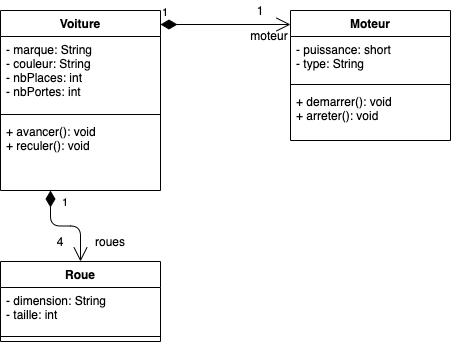 Voiture
- marque: String
- couleur: String
- nbPlaces: int
- nbPortes: int
+ avancer(): void
+ reculer(): void
1
1
moteur
Moteur
- puissance: short
- type: String
+ demarrer(): void
+ arreter(): void
1
4
roues
Roue
- dimension: String
- taille: int